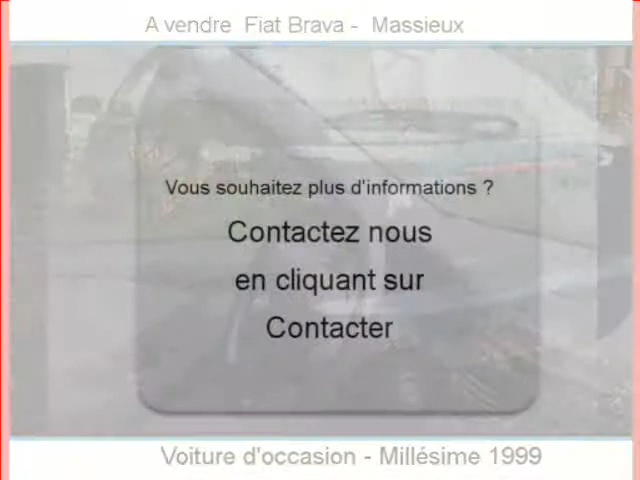 A vendre Fiat Brava - Massieux
Vous souhaitez plus d'informations ?
Contactez nous
en cliquant sur
Contacter
Voiture d'occasion - Millésime 1999